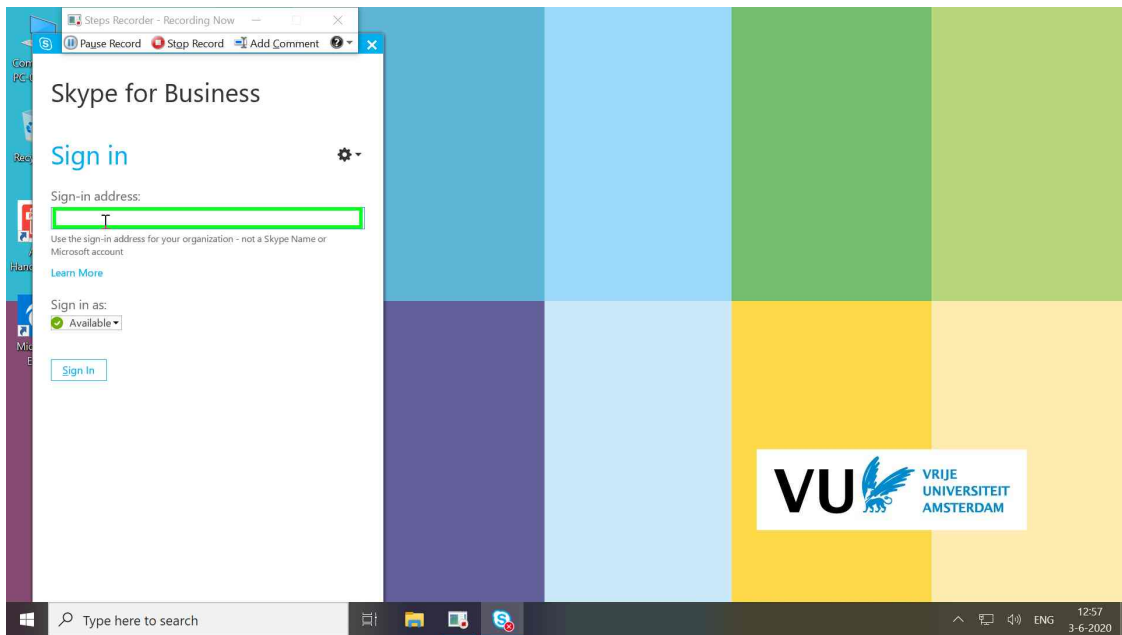 Steps Recorder - Recording Now
Pause Record Stop Record Add Comment
Skype for Business
Sign in
Sign-in address:
Use the sign-in address for your organization - not a Skype Name or
Microsoft account
Learn More
Sign in as:
Available
Sign In
VU VRIJE
UNIVERSITEIT
AMSTERDAM
Type here to search
ENG
12:57
3-6-2020